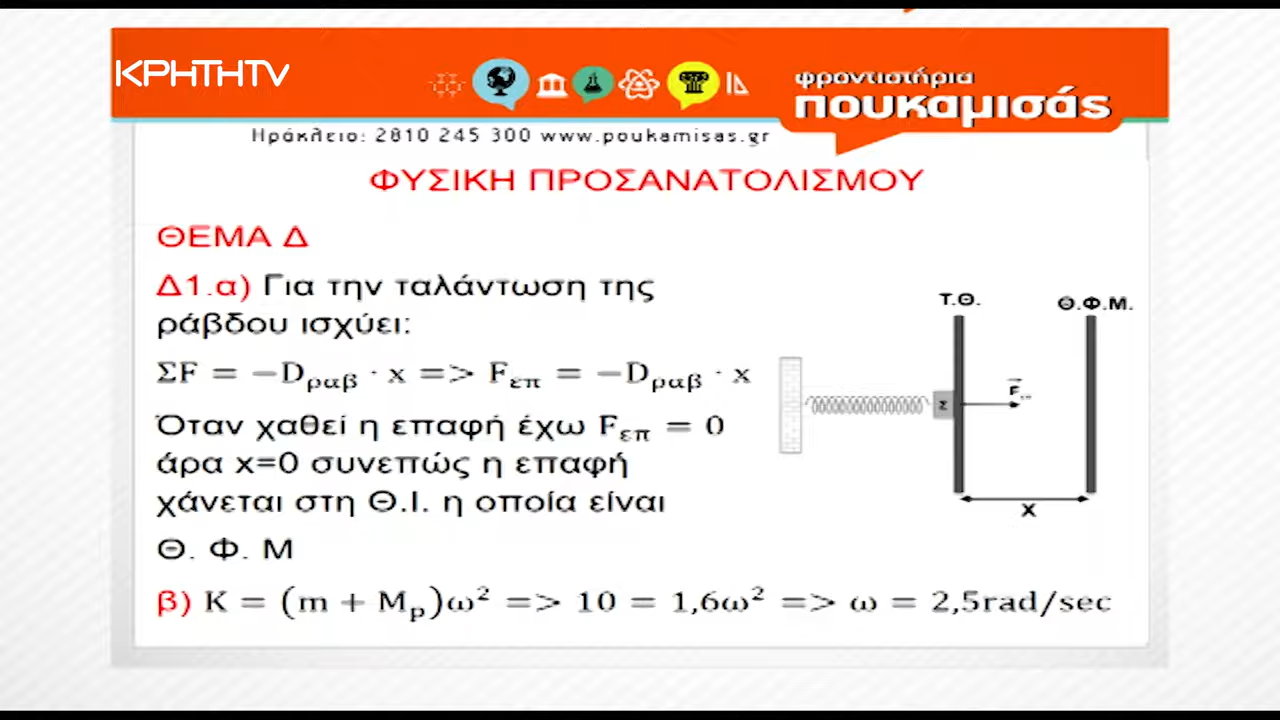 ΚΡΗΤΗTV
φροντιστήρια
πουκαμισάς
Ηράκλειο: 2810 245 300 www.poukamisas.gr
ΦΥΣΙΚΗ ΠΡΟΣΑΝΑΤΟΛΙΣΜΟΥ
ΘΕΜΑ Δ
Δ1.α) Για την ταλάντωση της
ράβδου ισχύει:
ΣF = −Dραβ · x => Fεπ = −Dραβ · x
Όταν χαθεί η επαφή έχω Fεπ = 0
άρα x=0 συνεπώς η επαφή
χάνεται στη Θ.Ι. η οποία είναι
Θ. Φ. Μ
β) K = (m + Mp)ω² => 10 = 1,6ω² => ω = 2,5rad/sec
Τ.Θ.
Θ.Φ.Μ.
Σ
F
x